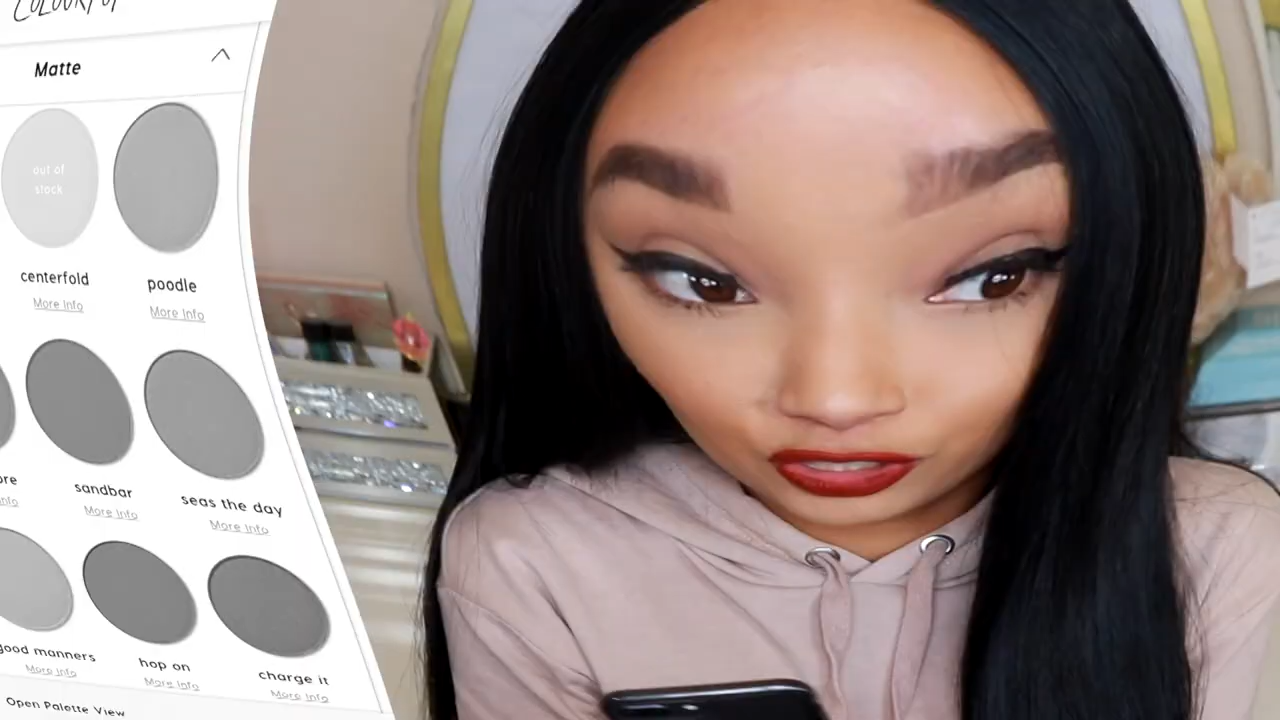 COLOURPOP
Matte
out of
stock
centerfold
poodle
More Info
More Info
sandbar
seas the day
More Info
More Info
good manners
hop on
charge it
More Info
More Info
More Info
Open Palette View